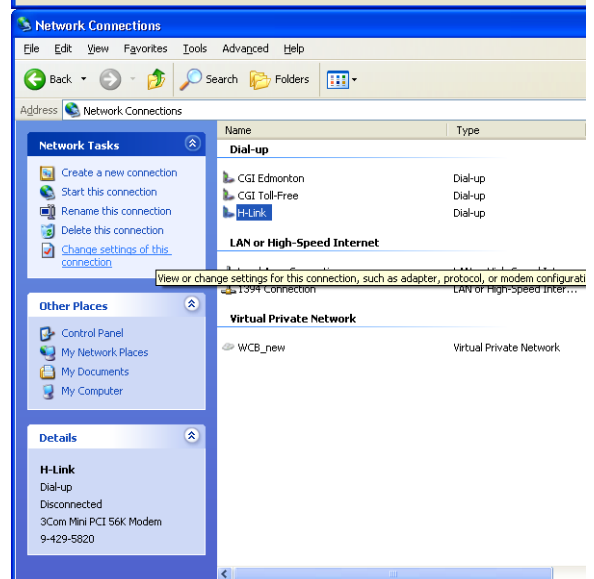 Network Connections
File Edit View Favorites Tools Advanced Help
Back Search Folders
Address Network Connections
Name Type
Network Tasks
Create a new connection
Start this connection
Rename this connection
Delete this connection
Change settings of this
connection
Other Places
Control Panel
My Network Places
My Documents
My Computer
Details
H-Link
Dial-up
Disconnected
3Com Mini PCI 56K Modem
9-429-5820
Dial-up
CGI Edmonton Dial-up
CGI Toll-Free Dial-up
H-Link Dial-up
LAN or High-Speed Internet
View or change settings for this connection, such as adapter, protocol, or modem configurati
1394 Connection LAN or High-Speed Inter...
Virtual Private Network
WCB_new Virtual Private Network